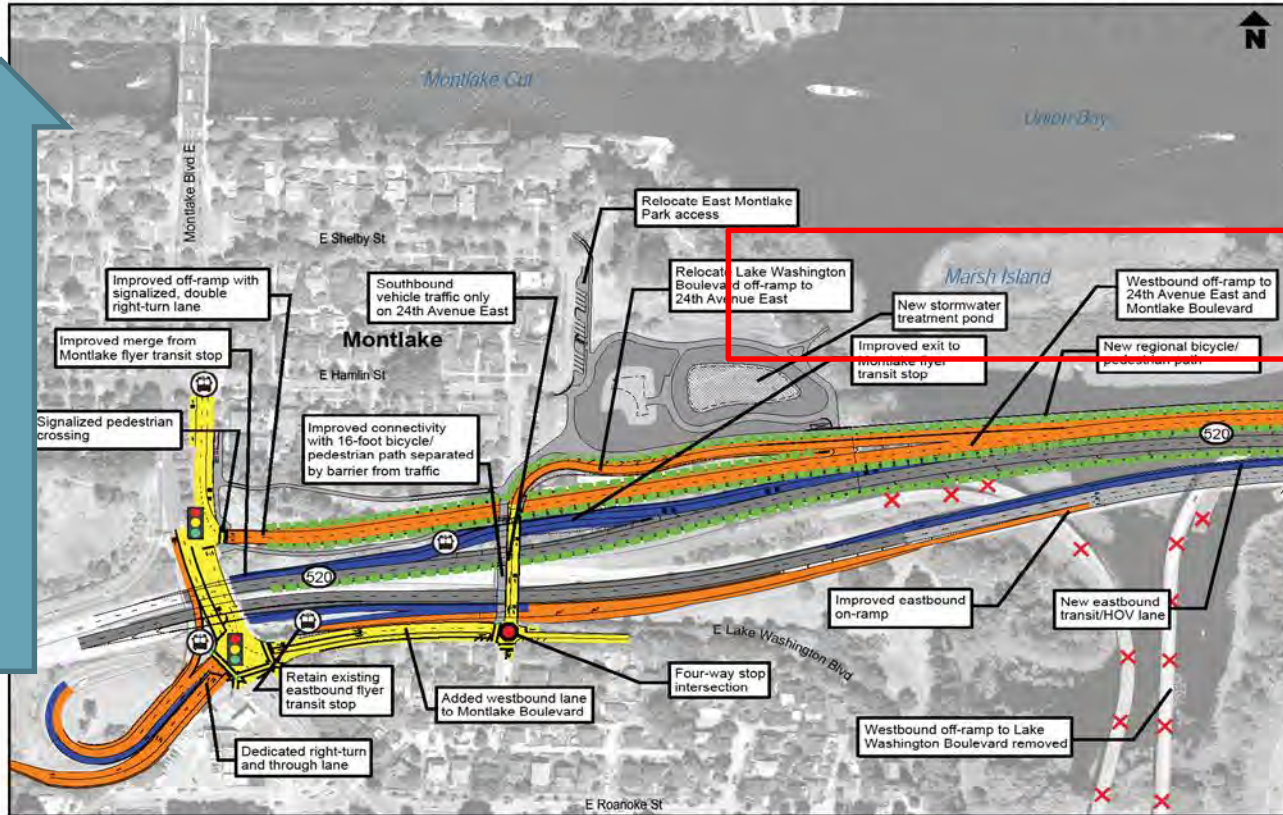 N
Montlake Cut
Union Bay
Montlake Blvd E
Relocate East Montlake
Park access
E Shelby St
Improved off-ramp with
signalized, double
right-turn lane
Southbound
vehicle traffic only
on 24th Avenue East
Relocate Lake Washington
Boulevard off-ramp to
24th Avenue East
Marsh Island
Westbound off-ramp to
24th Avenue East and
Montlake Boulevard
New stormwater
treatment pond
Improved merge from
Montlake flyer transit stop
Montlake
Improved exit to
Montlake flyer
transit stop
New regional bicycle/
pedestrian path
E Hamlin St
Signalized pedestrian
crossing
Improved connectivity
with 16-foot bicycle/
pedestrian path separated
by barrier from traffic
520
520
Improved eastbound
on-ramp
New eastbound
transit/HOV lane
E Lake Washington Blvd
Retain existing
eastbound flyer
transit stop
Added westbound lane
to Montlake Boulevard
Four-way stop
intersection
Dedicated right-turn
and through lane
Westbound off-ramp to Lake
Washington Boulevard removed
E Roanoke St